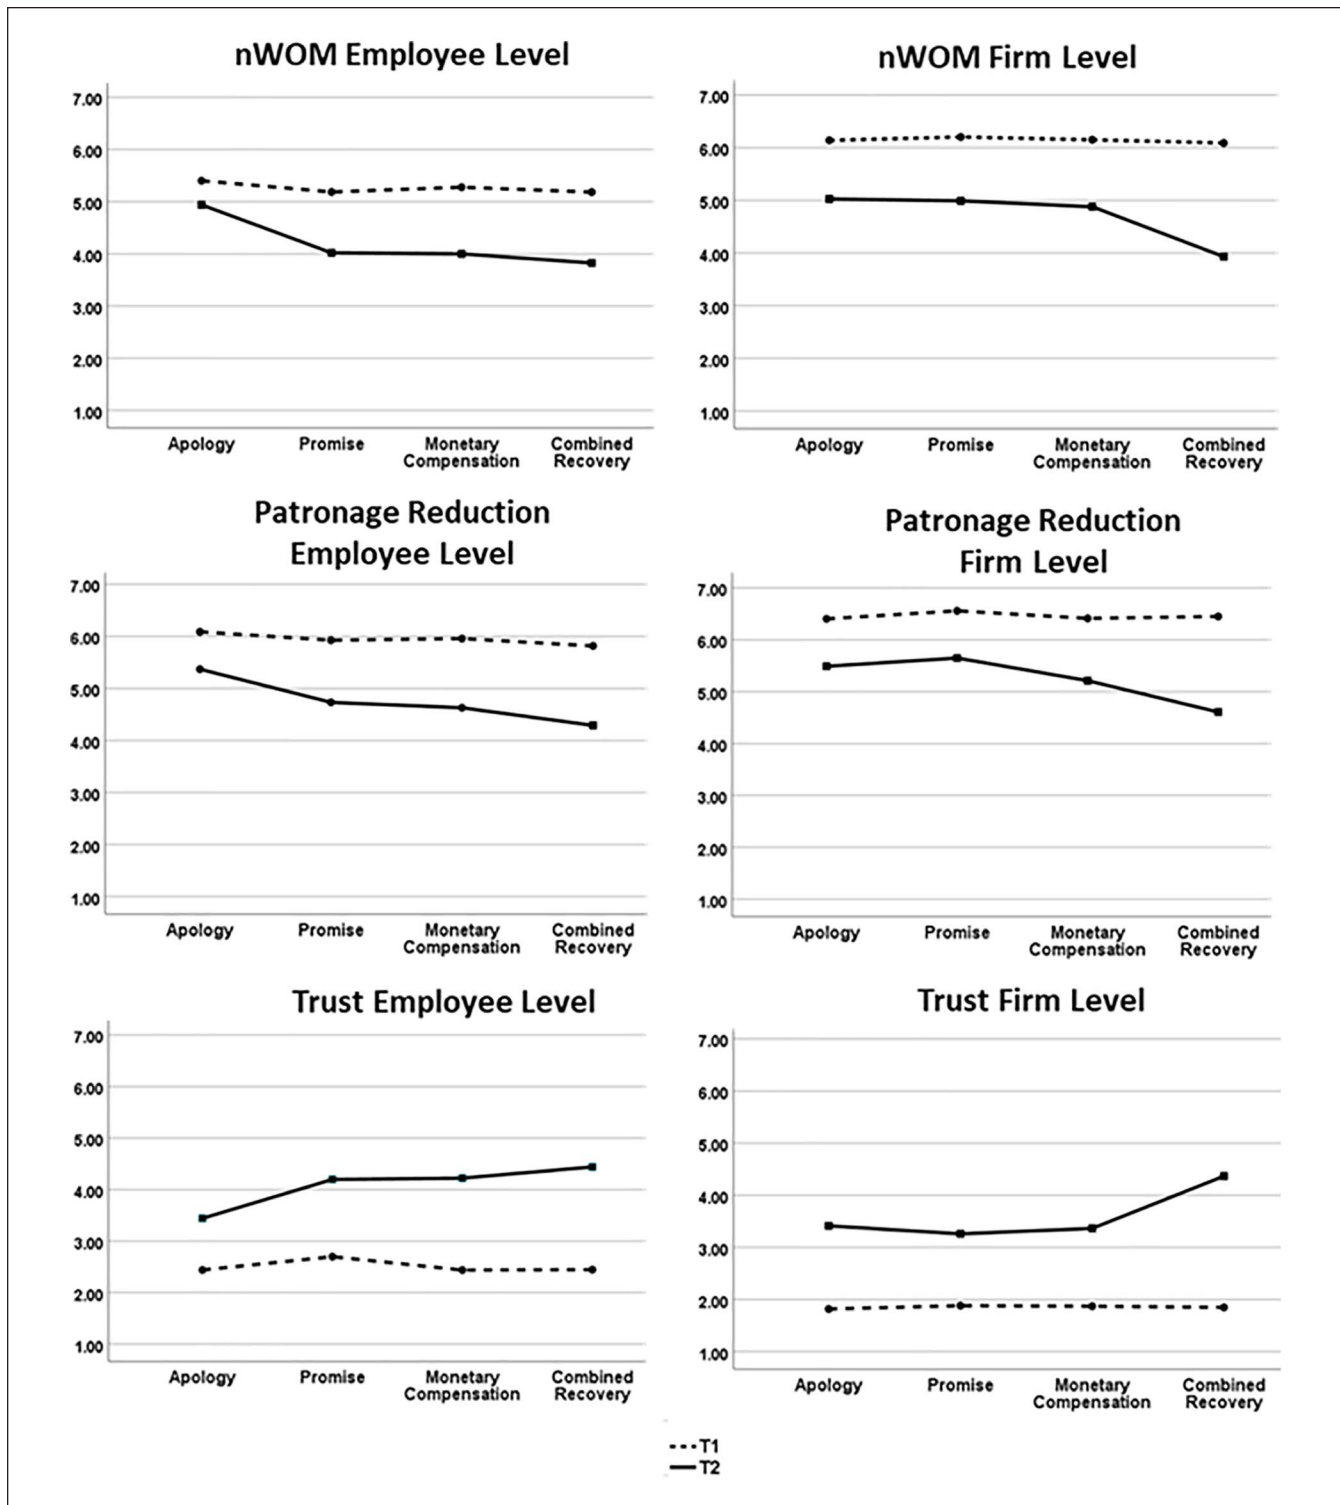 nWOM Employee Level
7.00
6.00
5.00
4.00
3.00
2.00
1.00
Apology
Promise
Monetary
Compensation
Combined
Recovery
nWOM Firm Level
7.00
6.00
5.00
4.00
3.00
2.00
1.00
Apology
Promise
Monetary
Compensation
Combined
Recovery
Patronage Reduction
Employee Level
7.00
6.00
5.00
4.00
3.00
2.00
1.00
Apology
Promise
Monetary
Compensation
Combined
Recovery
Patronage Reduction
Firm Level
7.00
6.00
5.00
4.00
3.00
2.00
1.00
Apology
Promise
Monetary
Compensation
Combined
Recovery
Trust Employee Level
7.00
6.00
5.00
4.00
3.00
2.00
1.00
Apology
Promise
Monetary
Compensation
Combined
Recovery
Trust Firm Level
7.00
6.00
5.00
4.00
3.00
2.00
1.00
Apology
Promise
Monetary
Compensation
Combined
Recovery
T1
T2